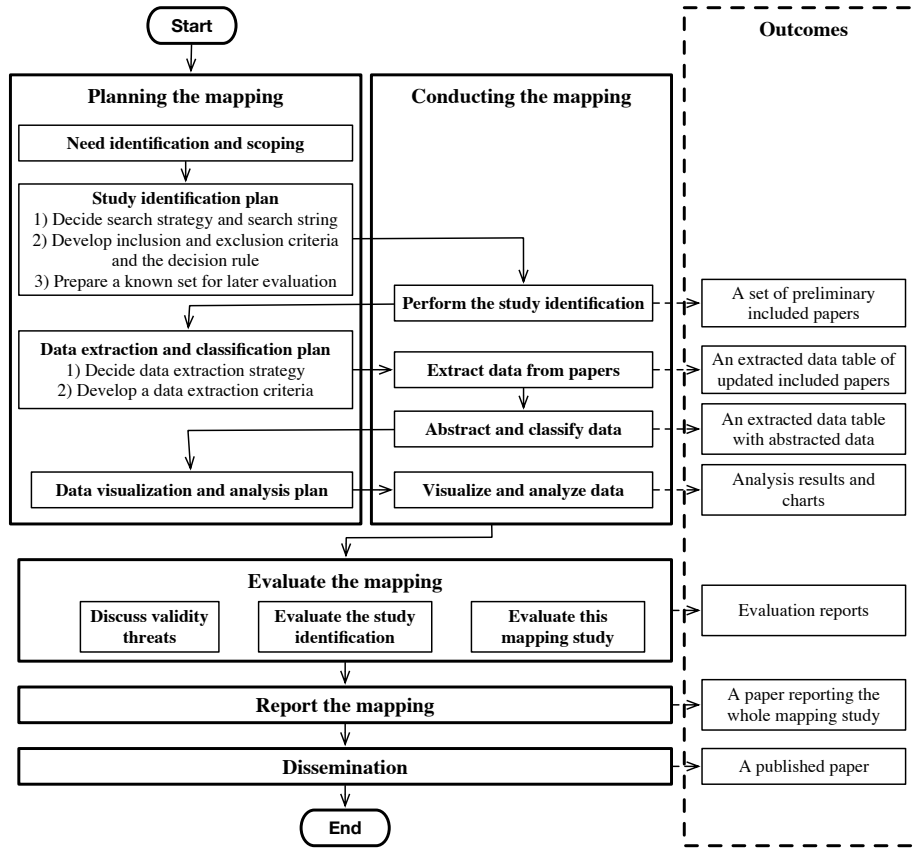 Start
Outcomes
Planning the mapping
Conducting the mapping
Need identification and scoping
Study identification plan
1) Decide search strategy and search string
2) Develop inclusion and exclusion criteria
and the decision rule
3) Prepare a known set for later evaluation
Perform the study identification
A set of preliminary
included papers
Data extraction and classification plan
1) Decide data extraction strategy
2) Develop a data extraction criteria
Extract data from papers
An extracted data table of
updated included papers
Abstract and classify data
An extracted data table
with abstracted data
Data visualization and analysis plan
Visualize and analyze data
Analysis results and
charts
Evaluate the mapping
Discuss validity
threats
Evaluate the study
identification
Evaluate this
mapping study
Evaluation reports
Report the mapping
A paper reporting the
whole mapping study
Dissemination
A published paper
End